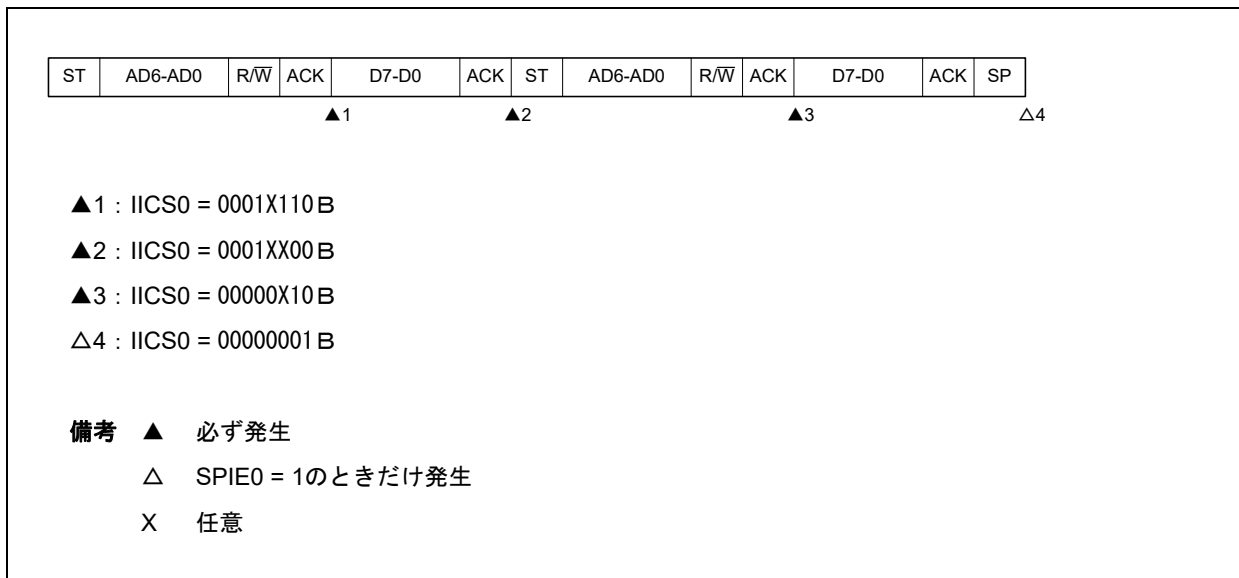 ST AD6-AD0 R/W̅ ACK D7-D0 ACK ST AD6-AD0 R/W̅ ACK D7-D0 ACK SP
▲1 ▲2 ▲3 △4
▲1：IICS0 = 0001X110B
▲2：IICS0 = 0001XX00B
▲3：IICS0 = 00000X10B
△4：IICS0 = 00000001B
備考 ▲ 必ず発生
△ SPIE0 = 1のときだけ発生
X 任意